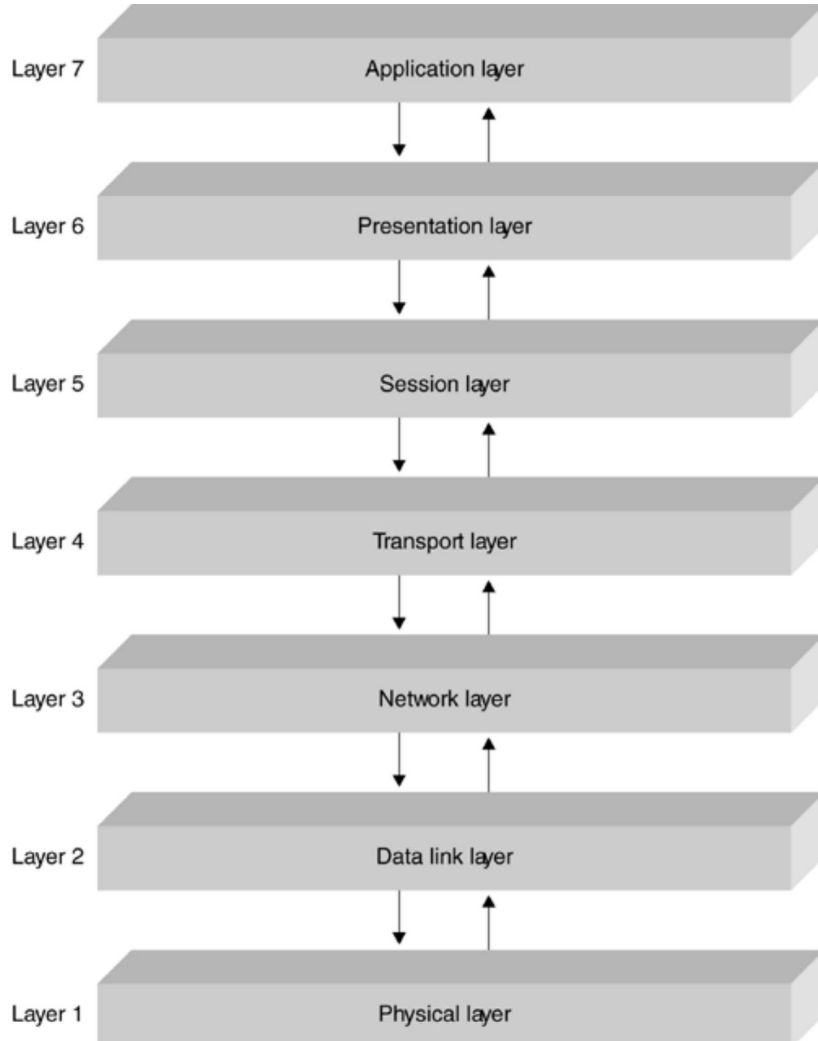 Layer 7 Application layer
Layer 6 Presentation layer
Layer 5 Session layer
Layer 4 Transport layer
Layer 3 Network layer
Layer 2 Data link layer
Layer 1 Physical layer